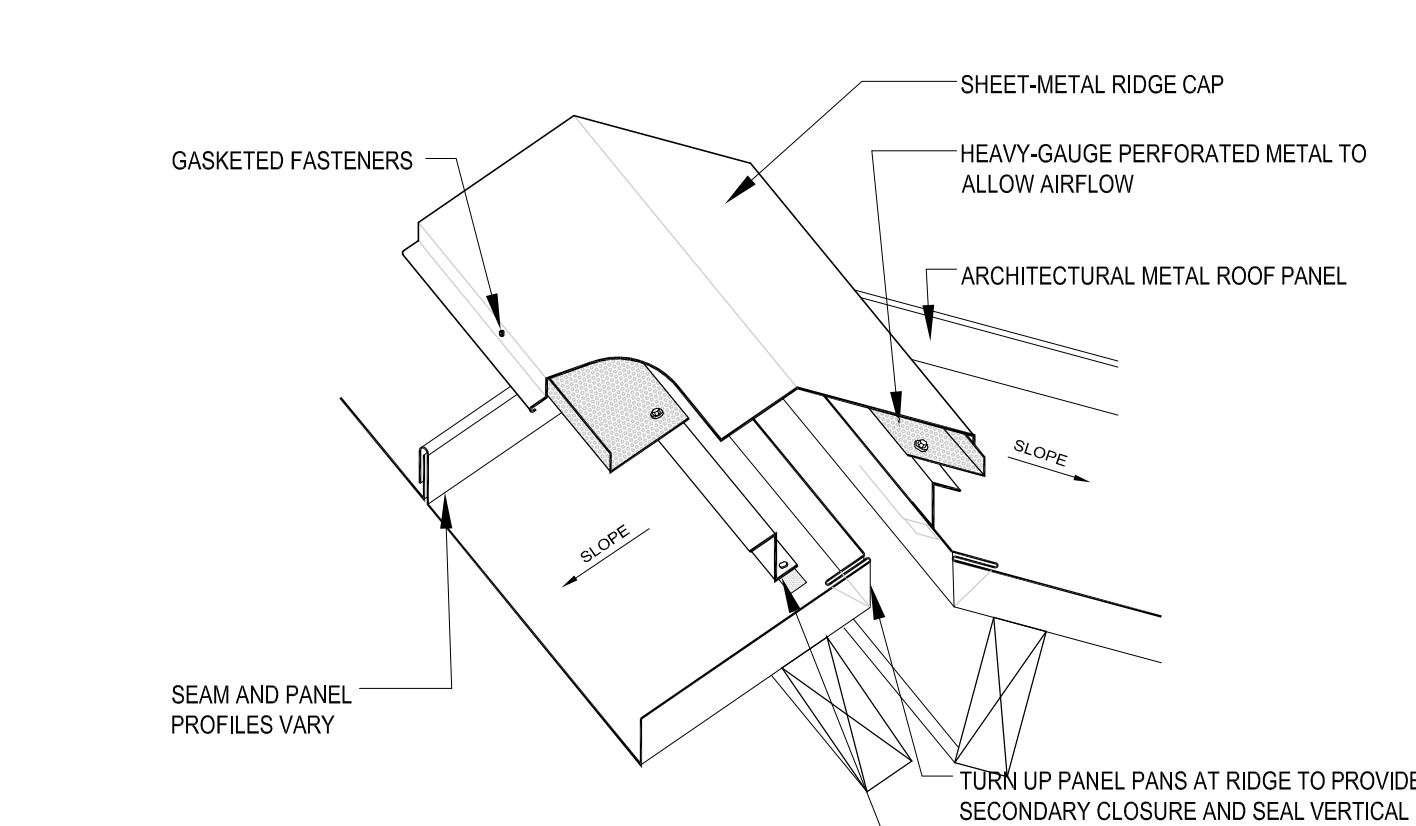 SHEET-METAL RIDGE CAP
GASKETED FASTENERS
HEAVY-GAUGE PERFORATED METAL TO
ALLOW AIRFLOW
ARCHITECTURAL METAL ROOF PANEL
SLOPE
SLOPE
SEAM AND PANEL
PROFILES VARY
TURN UP PANEL PANS AT RIDGE TO PROVIDE
SECONDARY CLOSURE AND SEAL VERTICAL